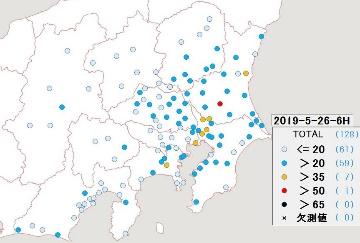 2019-5-26-6H
TOTAL (128)
<= 20 (61)
> 20 (59)
> 35 ( 7)
> 50 ( 1)
> 65 ( 0)
× 欠測値 ( 0)